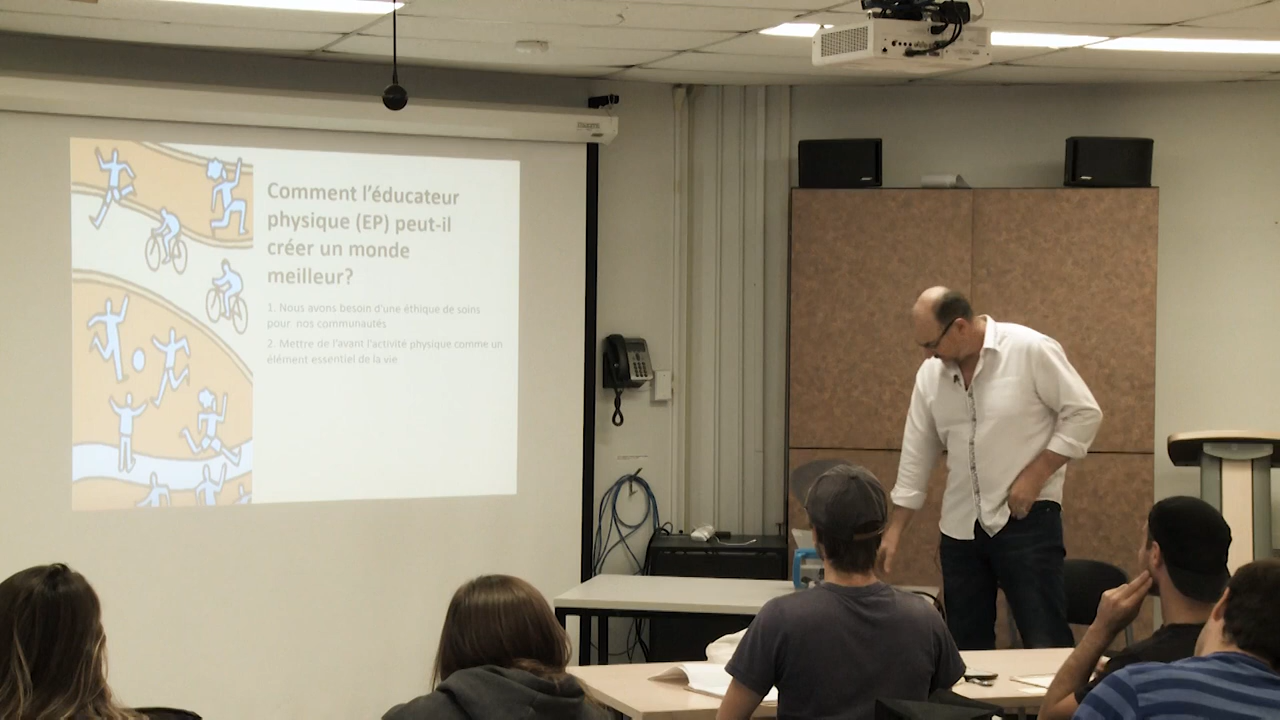 Comment l'éducateur
physique (EP) peut-il
créer un monde
meilleur?
1. Nous avons besoin d'une éthique de soins
pour nos communautés
2. Mettre de l'avant l'activité physique comme un
élément essentiel de la vie